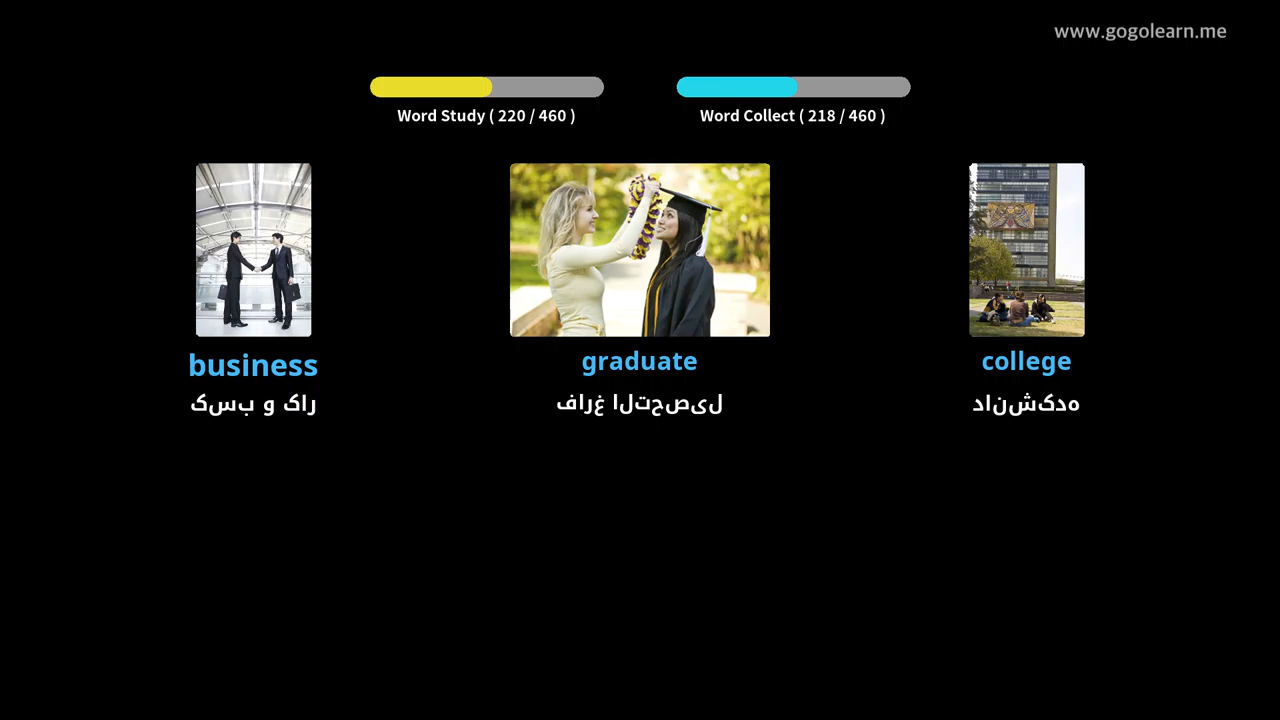 www.gogolearn.me
Word Study ( 220 / 460 )
Word Collect ( 218 / 460 )
business
graduate
college
کسب و کار
فارغ التحصیل
دانشکده